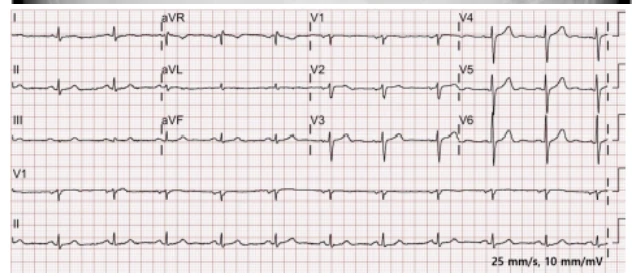 I aVR V1 V4
II aVL V2 V5
III aVF V3 V6
V1
II
25 mm/s, 10 mm/mV